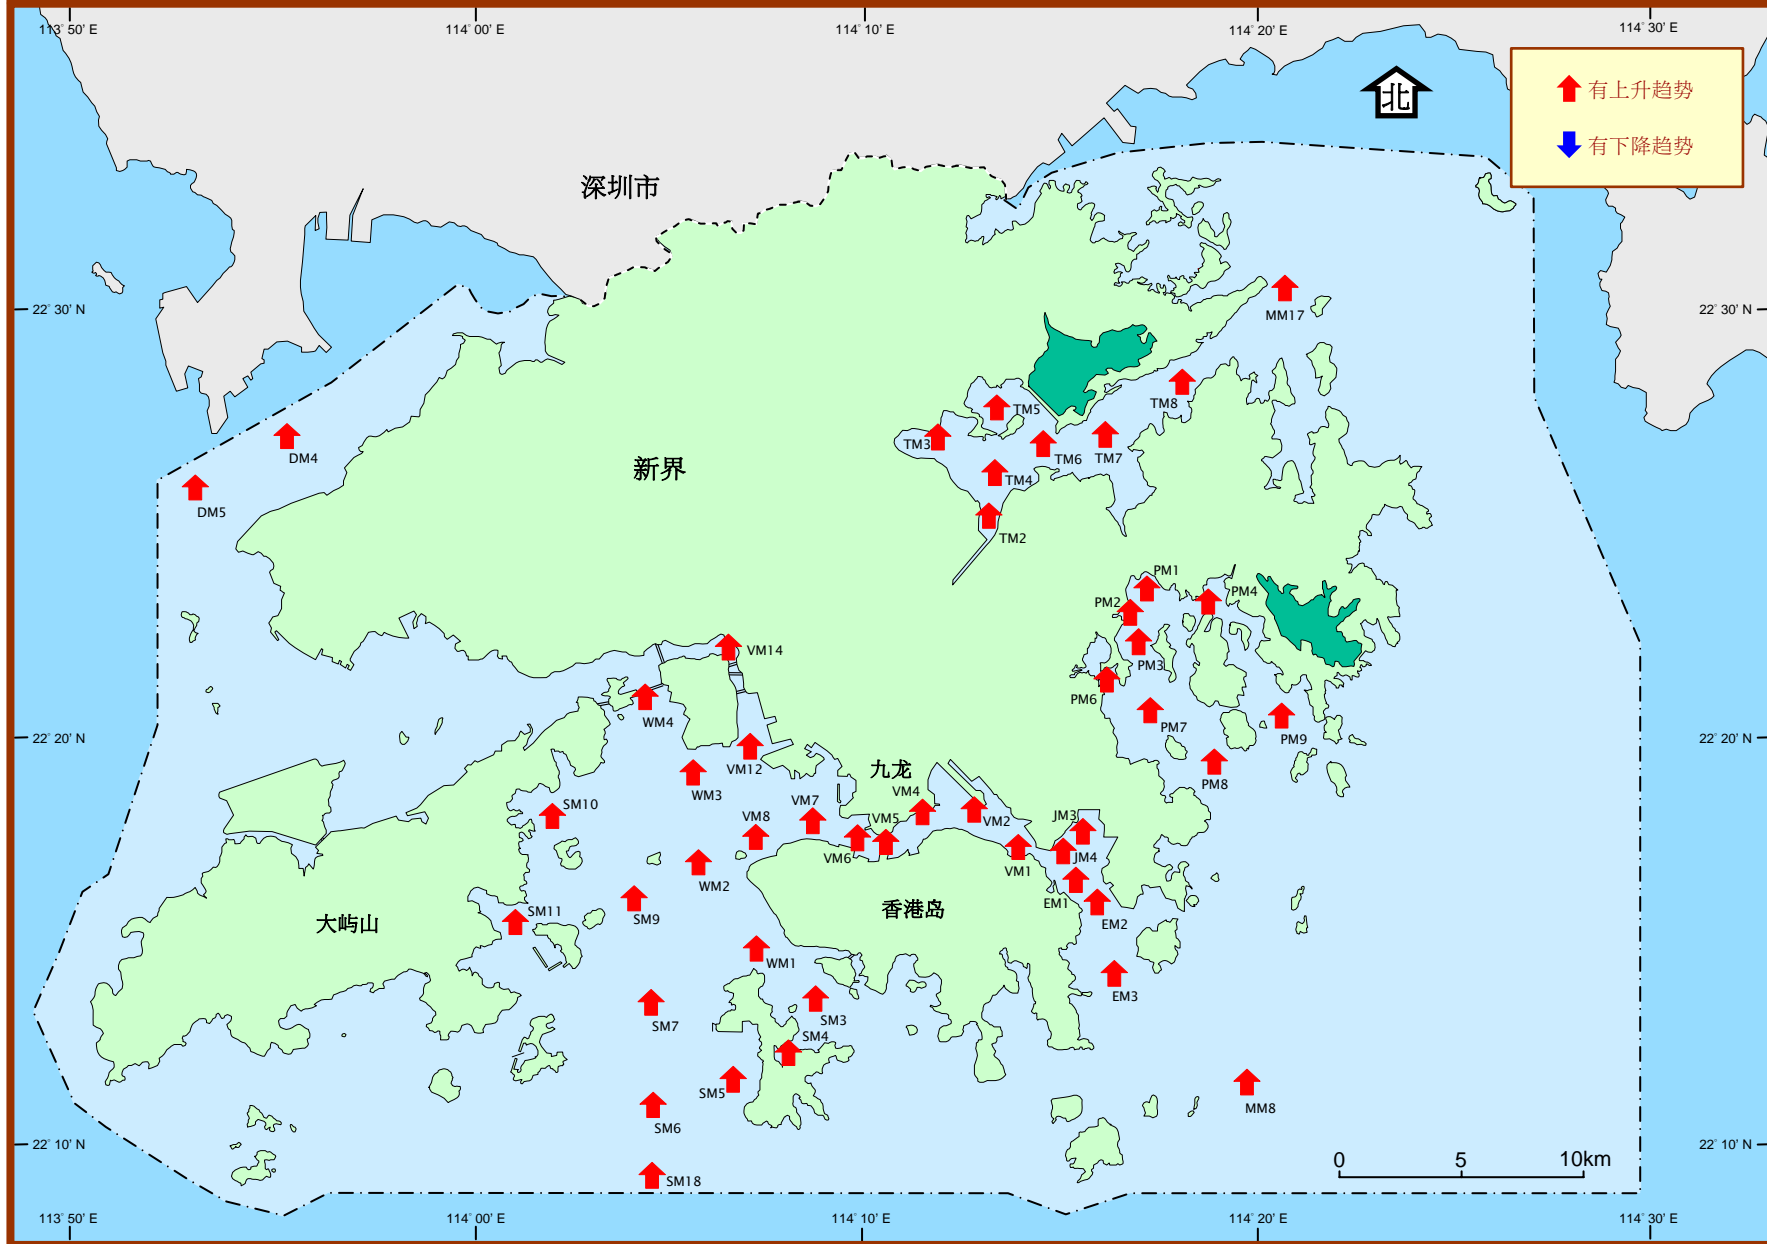 113° 50' E
114° 00' E
114° 10' E
114° 20' E
114° 30' E
北
有上升趋势
有下降趋势
深圳市
22° 30' N
22° 30' N
MM17
TM8
TM5
TM3
TM6
TM7
DM4
新界
TM4
DM5
TM2
PM1
PM2
PM4
VM14
PM3
PM6
WM4
PM7
PM9
22° 20' N
22° 20' N
VM12
九龙
PM8
WM3
VM4
SM10
VM7
VM8
VM5
VM2
JM3
VM6
JM4
WM2
VM1
EM1
SM11
SM9
香港岛
大屿山
EM2
WM1
EM3
SM7
SM3
SM4
SM5
MM8
SM6
22° 10' N
22° 10' N
0
5
10km
SM18
113° 50' E
114° 00' E
114° 10' E
114° 20' E
114° 30' E